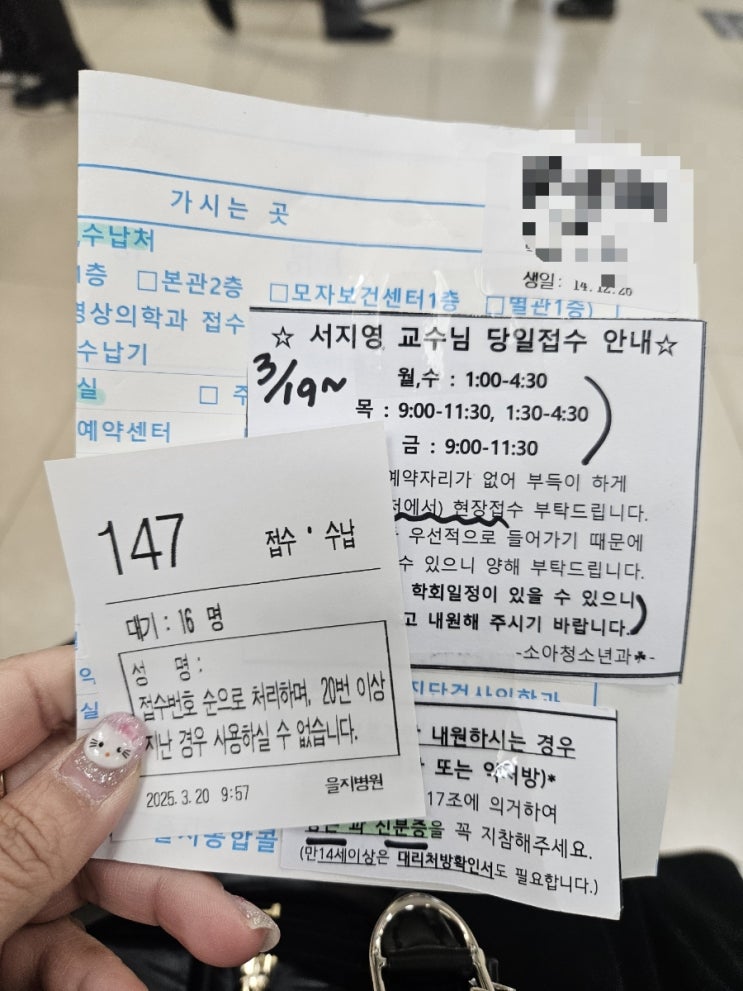 가시는 곳
수납처
층 □본관2층 □모자보건센터1층 □별관1층)
영상의학과 접수
수납기
실 □
예약센터
생일: 14.12.26
☆ 서지영 교수님 당일접수 안내☆
3/19~
월,수 : 1:00-4:30
목 : 9:00-11:30, 1:30-4:30
금 : 9:00-11:30
예약자리가 없어 부득이 하게
현장접수 부탁드립니다.
우선적으로 들어가기 때문에
수 있으니 양해 부탁드립니다.
학회일정이 있을 수 있으니
고 내원해 주시기 바랍니다.
-소아청소년과♣-
147 접수 · 수납
대기 : 16 명
성 명 :
접수번호 순으로 처리하며, 20번 이상
지난 경우 사용하실 수 없습니다.
2025. 3. 20 9:57 을지병원
내원하시는 경우
또는
17조에 의거하여
과 신분증을 꼭 지참해주세요.
(만14세이상은 대리처방확인서도 필요합니다.)